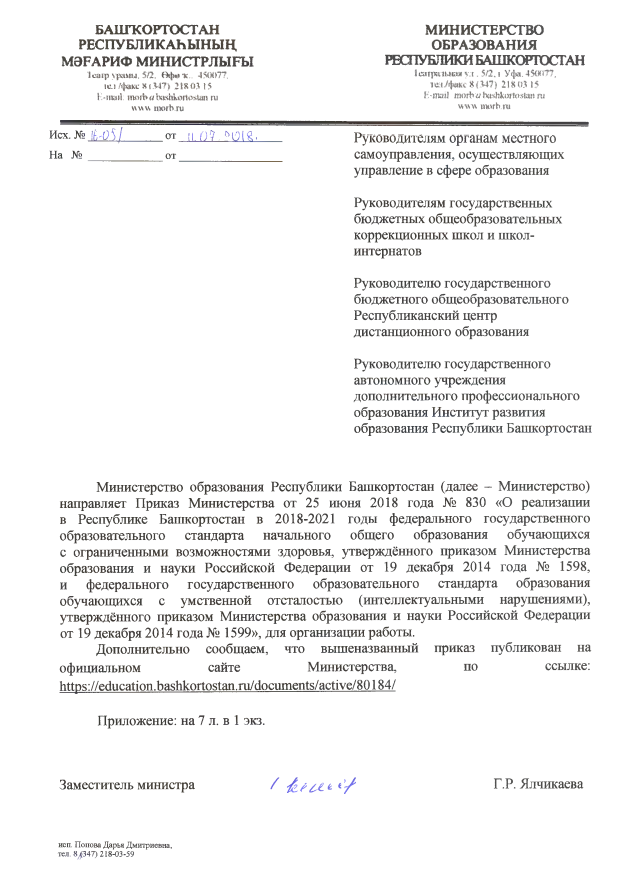 БАШҠОРТОСТАН
РЕСПУБЛИКАҺЫНЫҢ
МӘҒАРИФ МИНИСТРЛЫҒЫ
Театр урамы, 5/2, Өфө ҡ., 450077,
тел./факс 8 (347) 218 03 15
E-mail: morb@bashkortostan.ru
www.morb.ru
МИНИСТЕРСТВО
ОБРАЗОВАНИЯ
РЕСПУБЛИКИ БАШКОРТОСТАН
Театральная ул., 5/2, г. Уфа, 450077,
тел./факс 8 (347) 218 03 15
E-mail: morb@bashkortostan.ru
www.morb.ru
Исх. № 16-05/ от 11.07 2018.
На № от
Руководителям органам местного
самоуправления, осуществляющих
управление в сфере образования
Руководителям государственных
бюджетных общеобразовательных
коррекционных школ и школ-
интернатов
Руководителю государственного
бюджетного общеобразовательного
Республиканский центр
дистанционного образования
Руководителю государственного
автономного учреждения
дополнительного профессионального
образования Институт развития
образования Республики Башкортостан
Министерство образования Республики Башкортостан (далее – Министерство)
направляет Приказ Министерства от 25 июня 2018 года № 830 «О реализации
в Республике Башкортостан в 2018-2021 годы федерального государственного
образовательного стандарта начального общего образования обучающихся
с ограниченными возможностями здоровья, утверждённого приказом Министерства
образования и науки Российской Федерации от 19 декабря 2014 года № 1598,
и федерального государственного образовательного стандарта образования
обучающихся с умственной отсталостью (интеллектуальными нарушениями),
утверждённого приказом Министерства образования и науки Российской Федерации
от 19 декабря 2014 года № 1599», для организации работы.
Дополнительно сообщаем, что вышеназванный приказ публикован на
официальном сайте Министерства, по ссылке:
https://education.bashkortostan.ru/documents/active/80184/
Приложение: на 7 л. в 1 экз.
Заместитель министра
Г.Р. Ялчикаева
исп. Попова Дарья Дмитриевна,
тел. 8 (347) 218-03-59